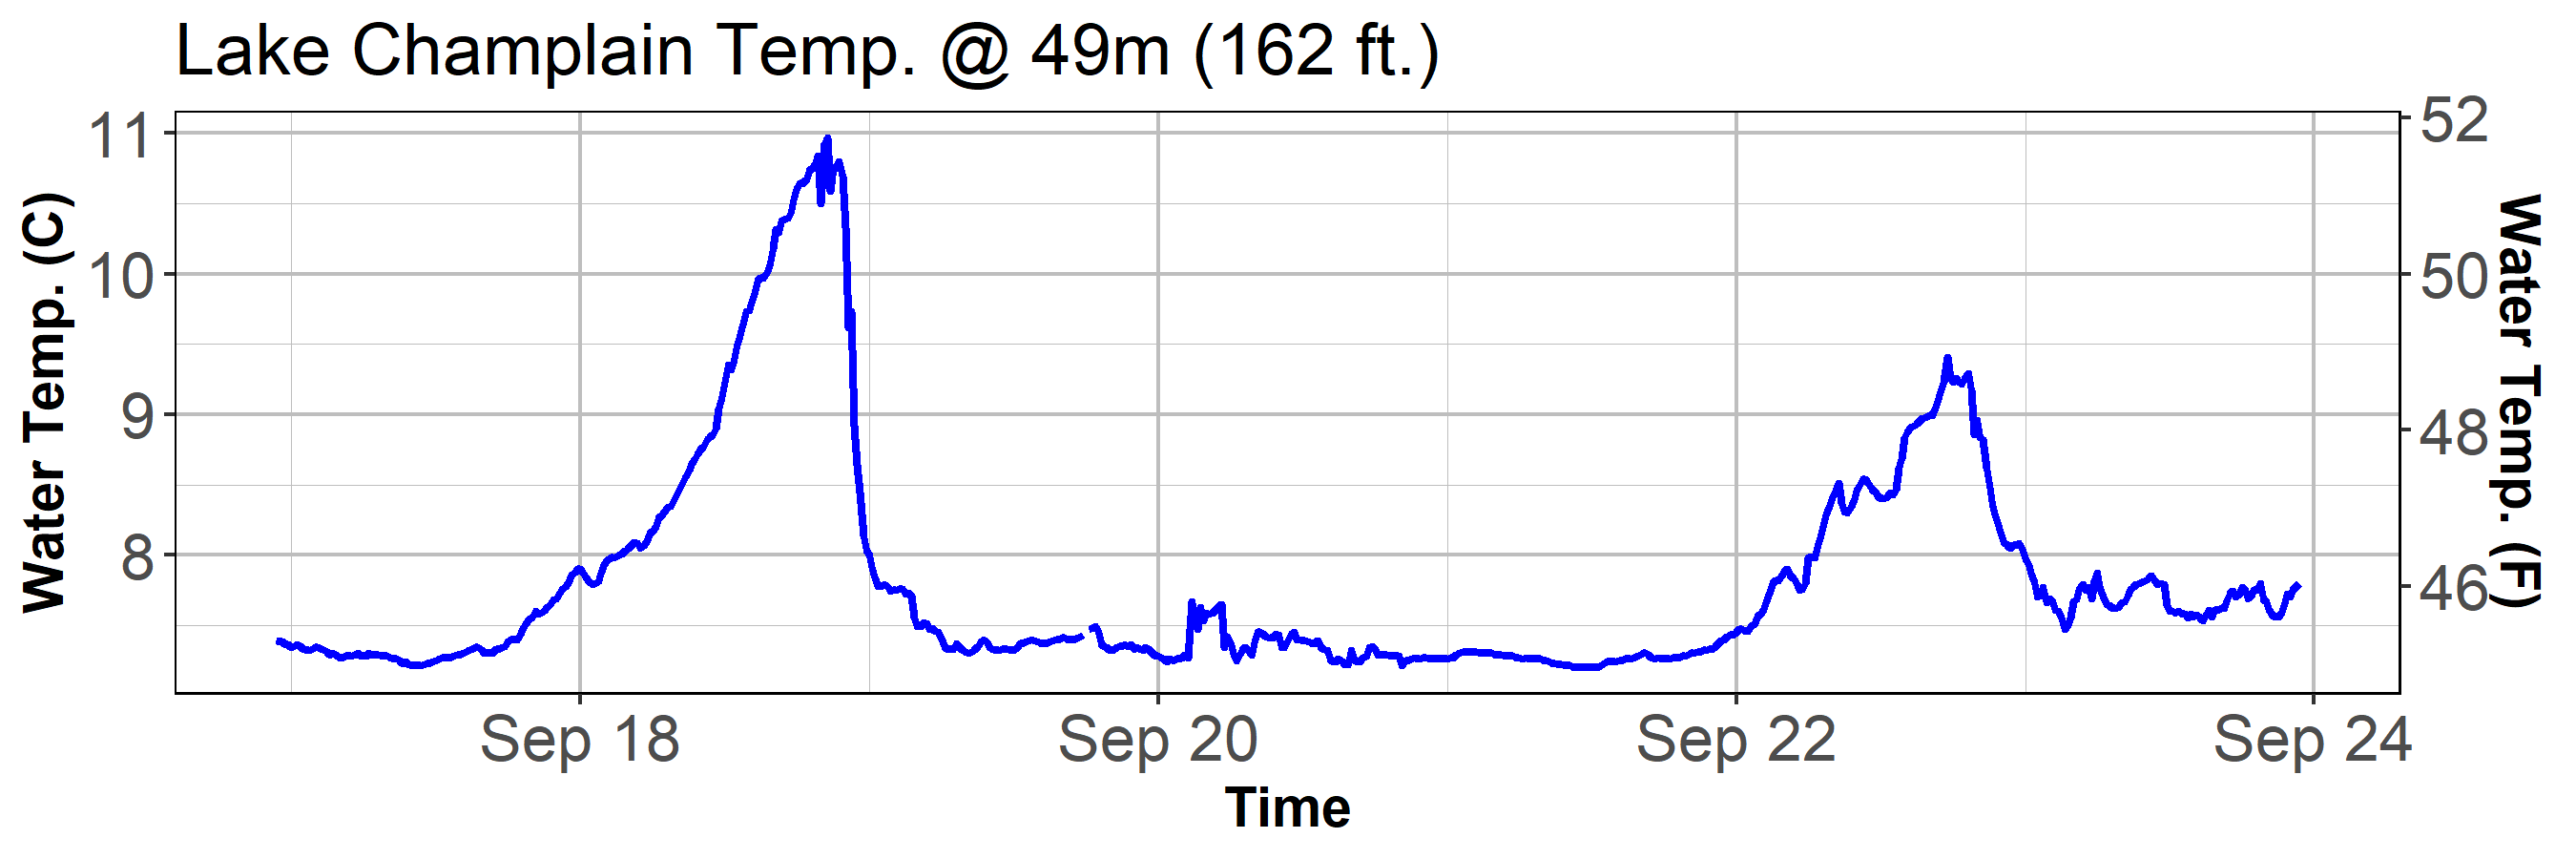 Lake Champlain Temp. @ 49m (162 ft.)
Water Temp. (C)
11
10
9
8
52
50
48
46
Water Temp. (F)
Sep 18
Sep 20
Sep 22
Sep 24
Time